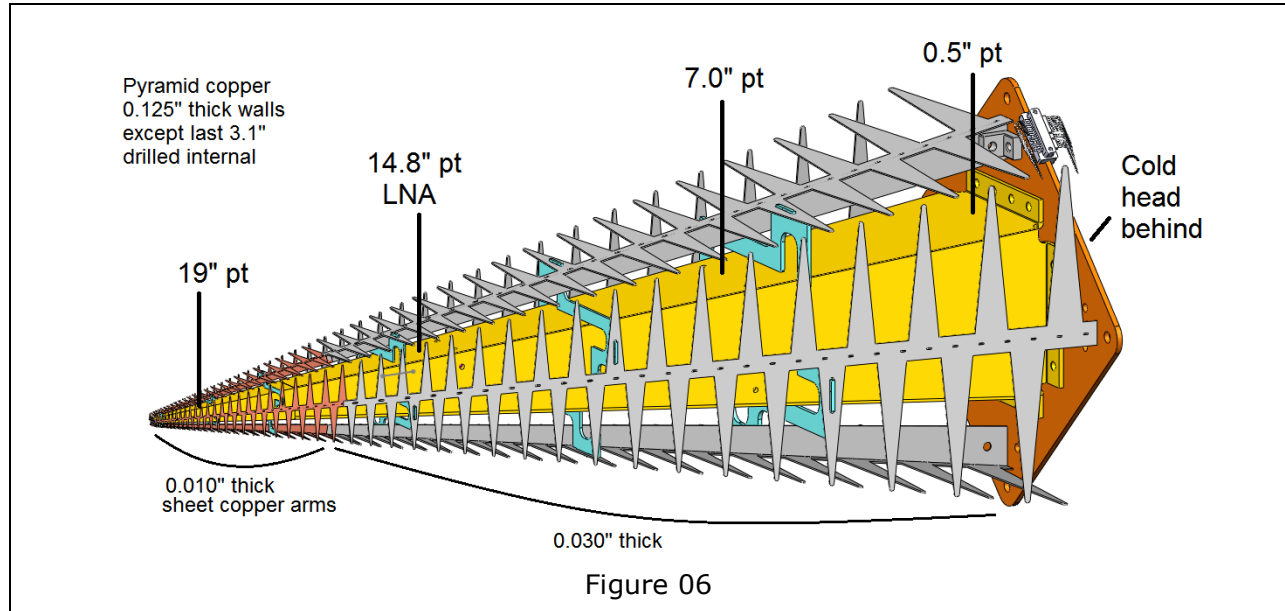 Pyramid copper
0.125" thick walls
except last 3.1"
drilled internal
19" pt
14.8" pt
LNA
7.0" pt
0.5" pt
Cold
head
behind
0.010" thick
sheet copper arms
0.030" thick
Figure 06